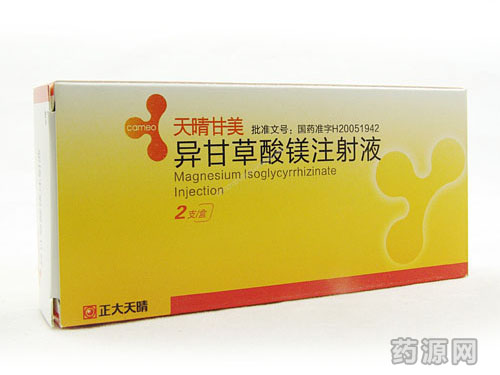 cameo
天晴甘美 批准文号：国药准字H20051942
异甘草酸镁注射液
Magnesium Isoglycyrrhizinate
Injection
2支/盒
正大天晴
药源网